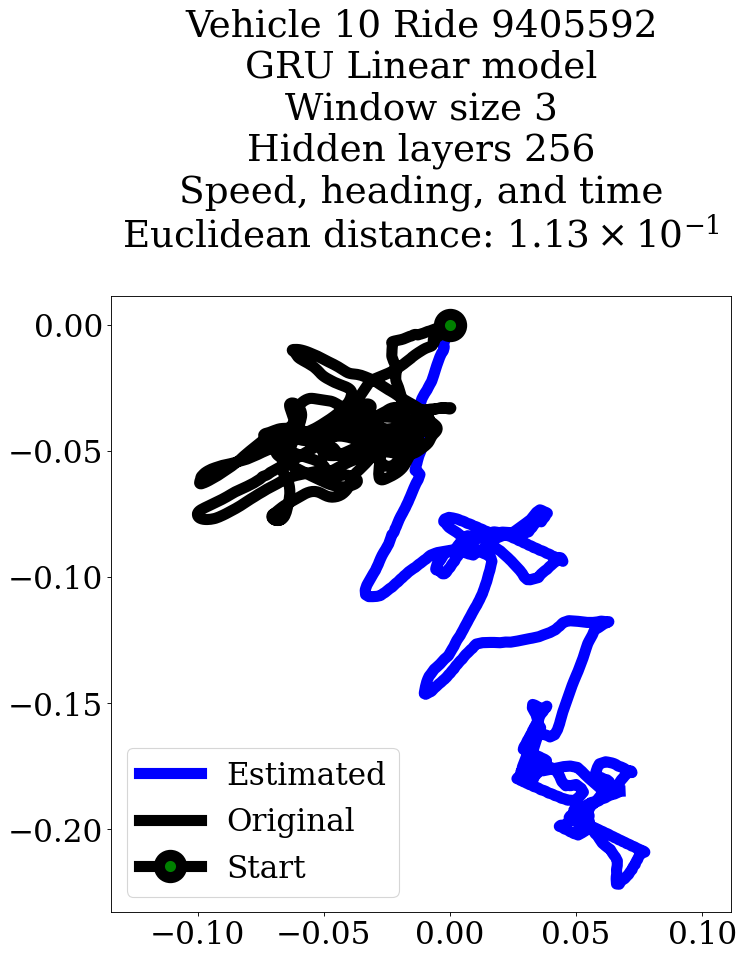 Vehicle 10 Ride 9405592
GRU Linear model
Window size 3
Hidden layers 256
Speed, heading, and time
Euclidean distance: 1.13 × 10⁻¹
0.00
−0.05
−0.10
−0.15
−0.20
Estimated
Original
Start
−0.10 −0.05 0.00 0.05 0.10